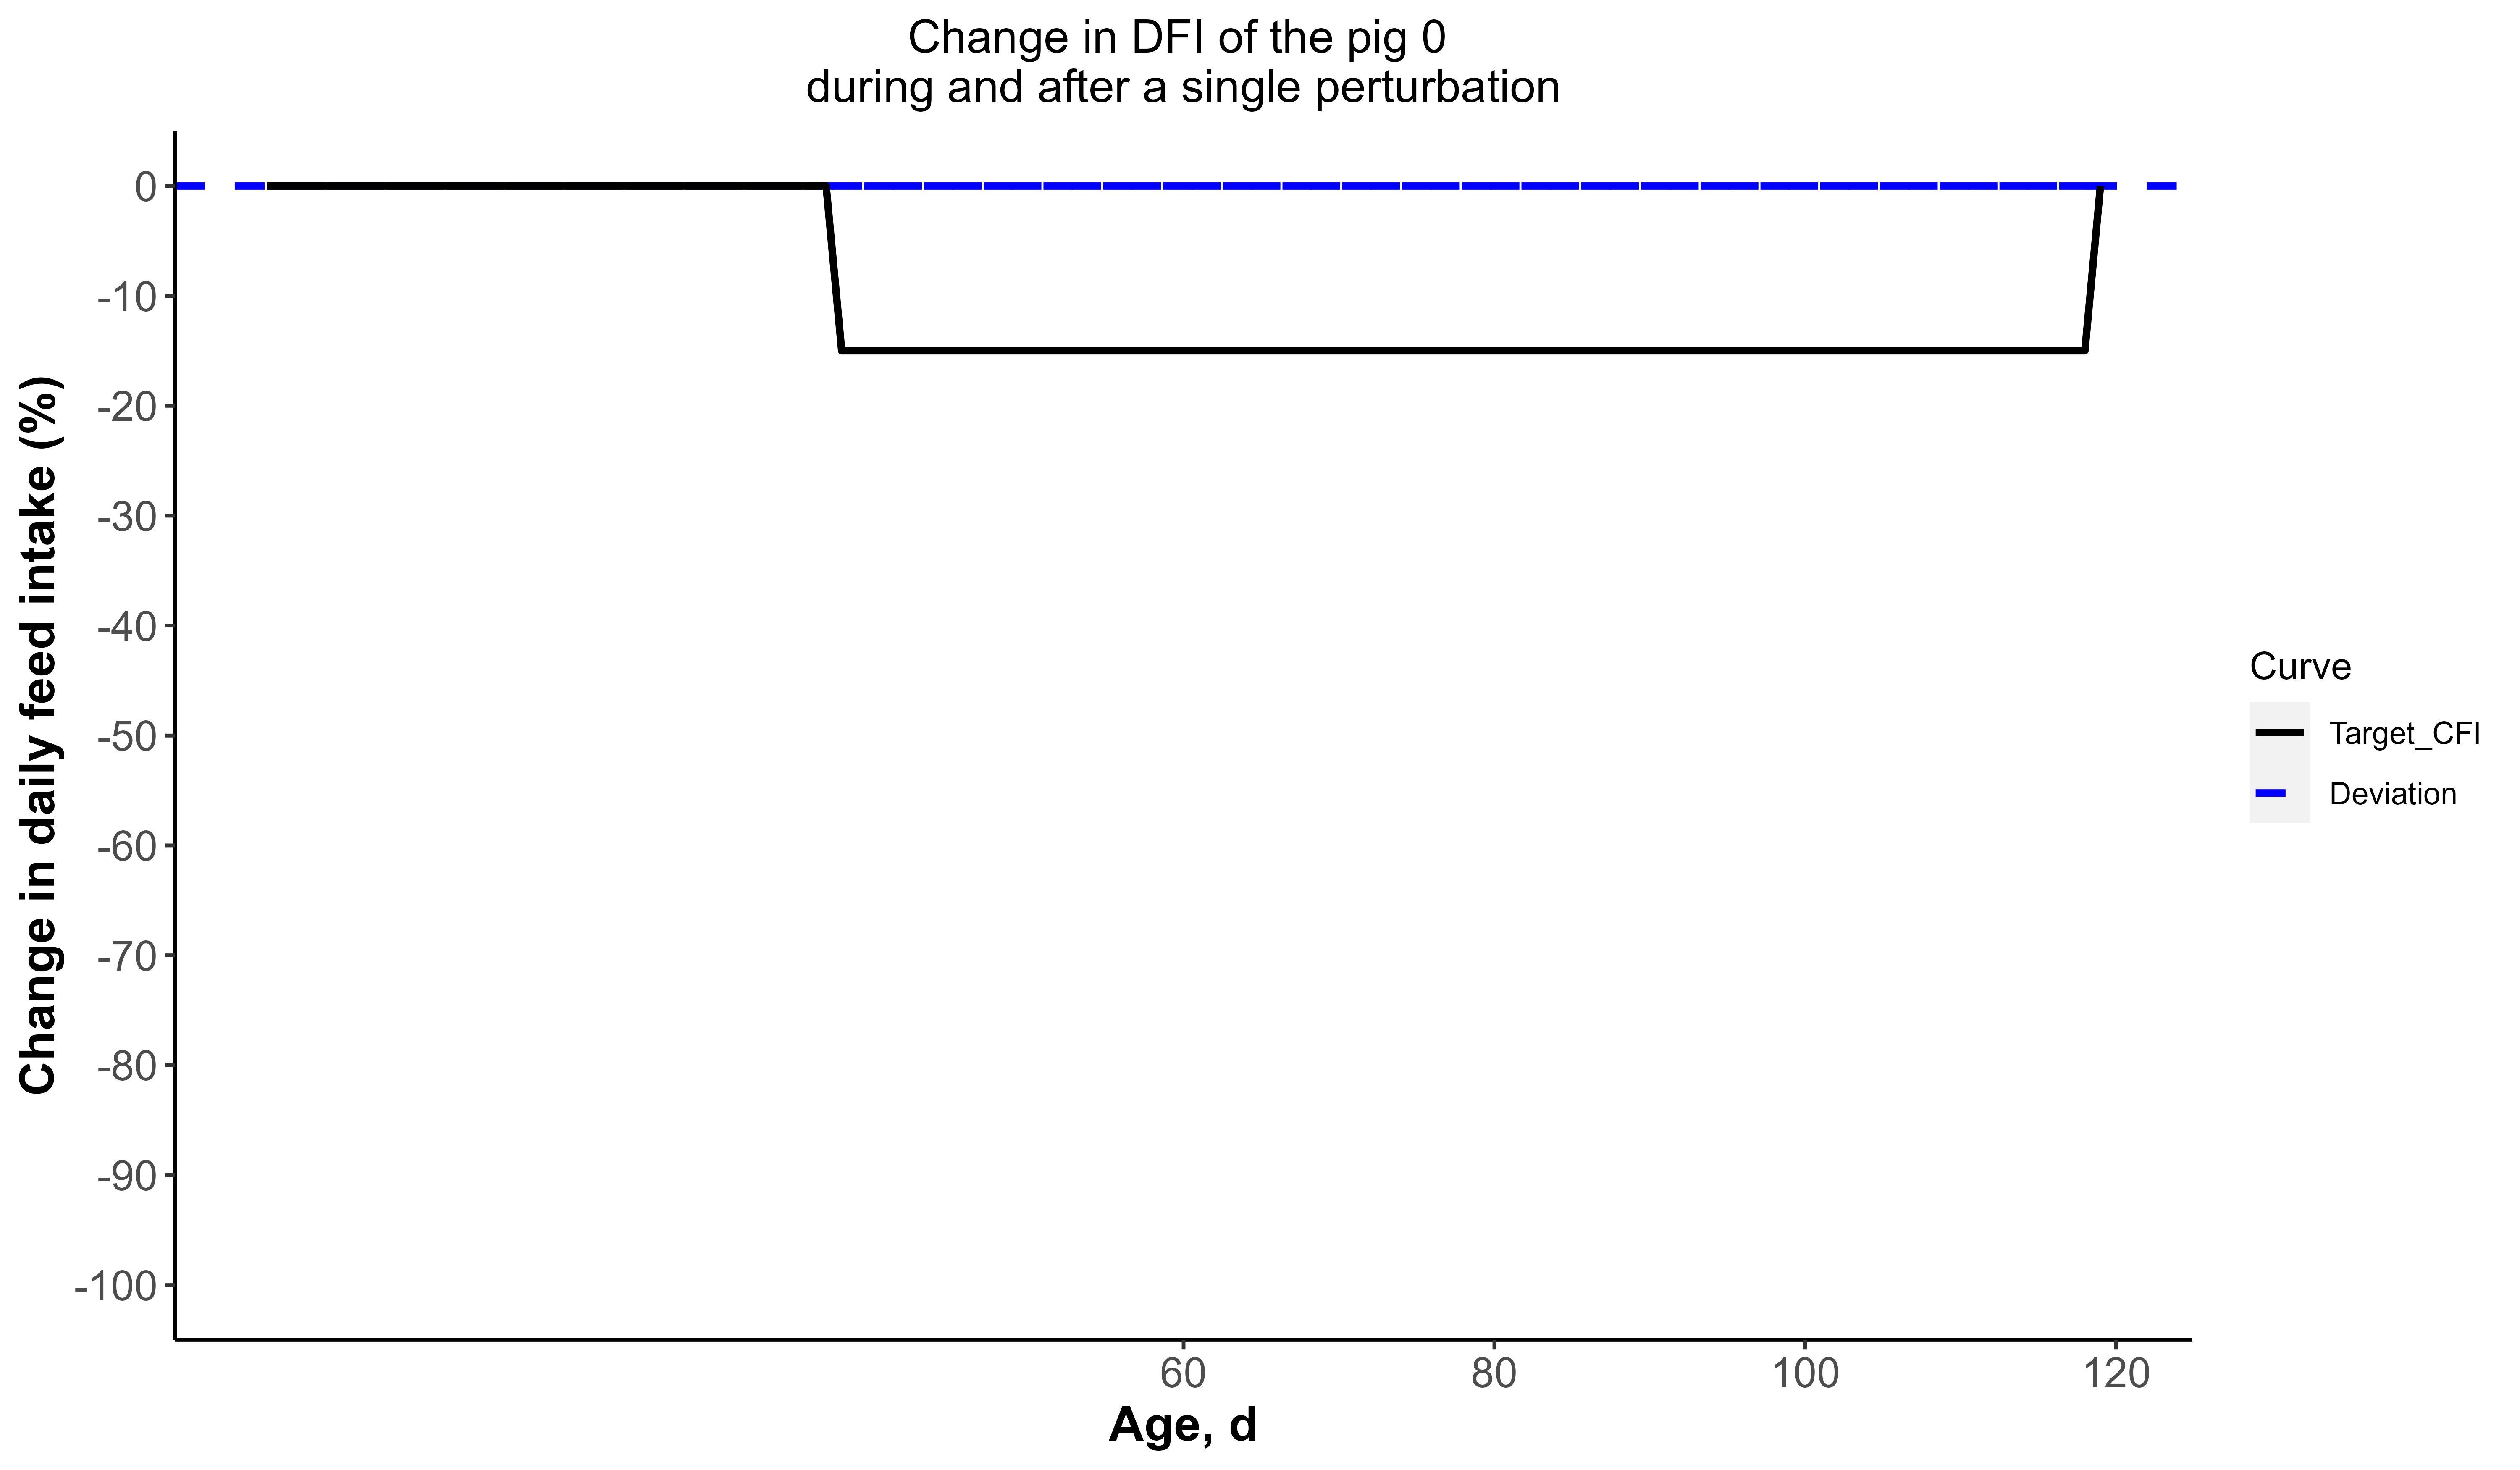 Change in DFI of the pig 0
during and after a single perturbation
Change in daily feed intake (%)
0
-10
-20
-30
-40
-50
-60
-70
-80
-90
-100
60
80
100
120
Age, d
Curve
Target_CFI
Deviation